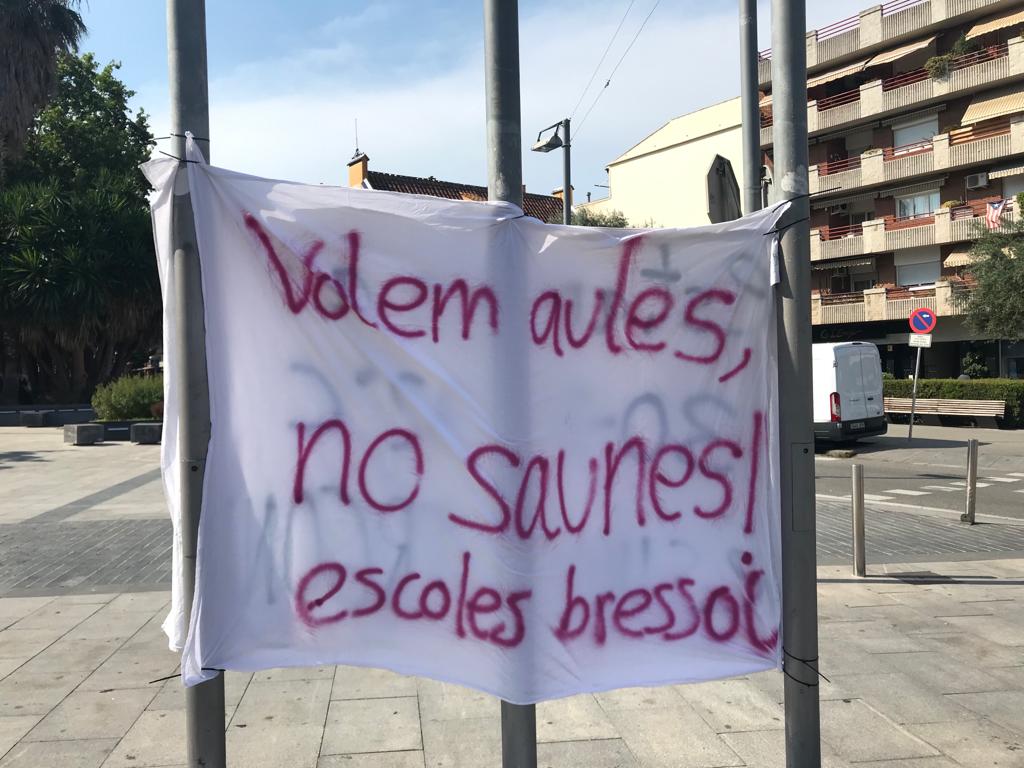 Volem aules,
no saunes!
escoles bressol